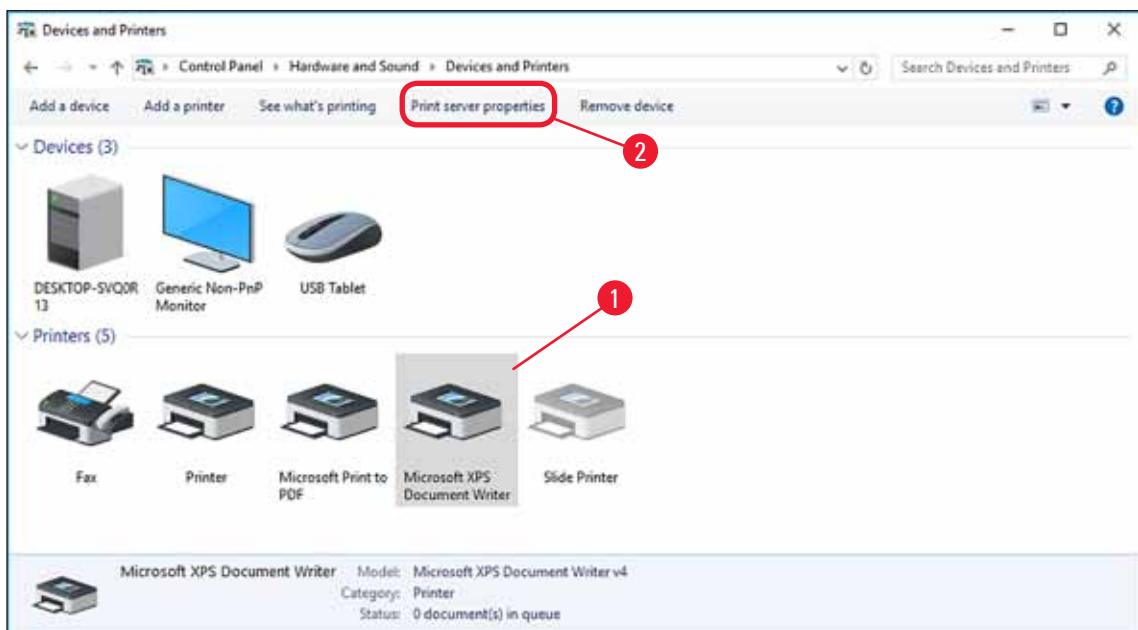 Devices and Printers
Control Panel › Hardware and Sound › Devices and Printers
Search Devices and Printers
Add a device
Add a printer
See what's printing
Print server properties
Remove device
2
Devices (3)
DESKTOP-SVQ0R
13
Generic Non-PnP
Monitor
USB Tablet
1
Printers (5)
Fax
Printer
Microsoft Print to
PDF
Microsoft XPS
Document Writer
Slide Printer
Microsoft XPS Document Writer
Model: Microsoft XPS Document Writer v4
Category: Printer
Status: 0 document(s) in queue